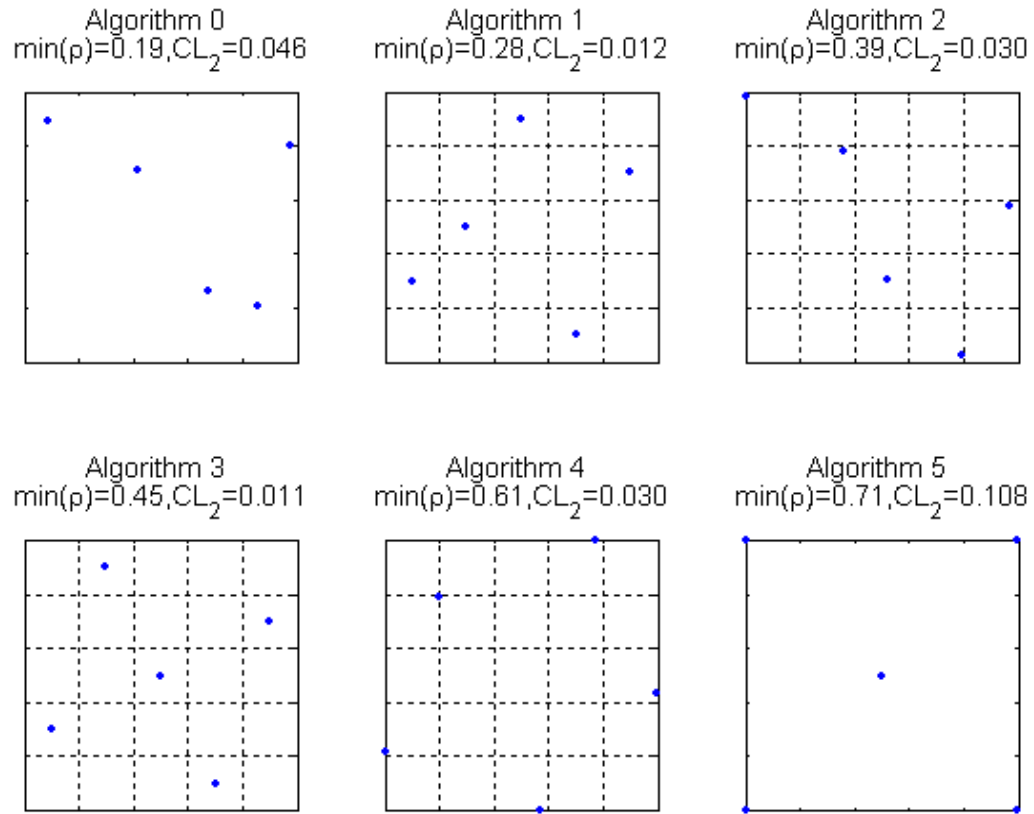 Algorithm 0
min(ρ)=0.19,CL₂=0.046
Algorithm 1
min(ρ)=0.28,CL₂=0.012
Algorithm 2
min(ρ)=0.39,CL₂=0.030
Algorithm 3
min(ρ)=0.45,CL₂=0.011
Algorithm 4
min(ρ)=0.61,CL₂=0.030
Algorithm 5
min(ρ)=0.71,CL₂=0.108